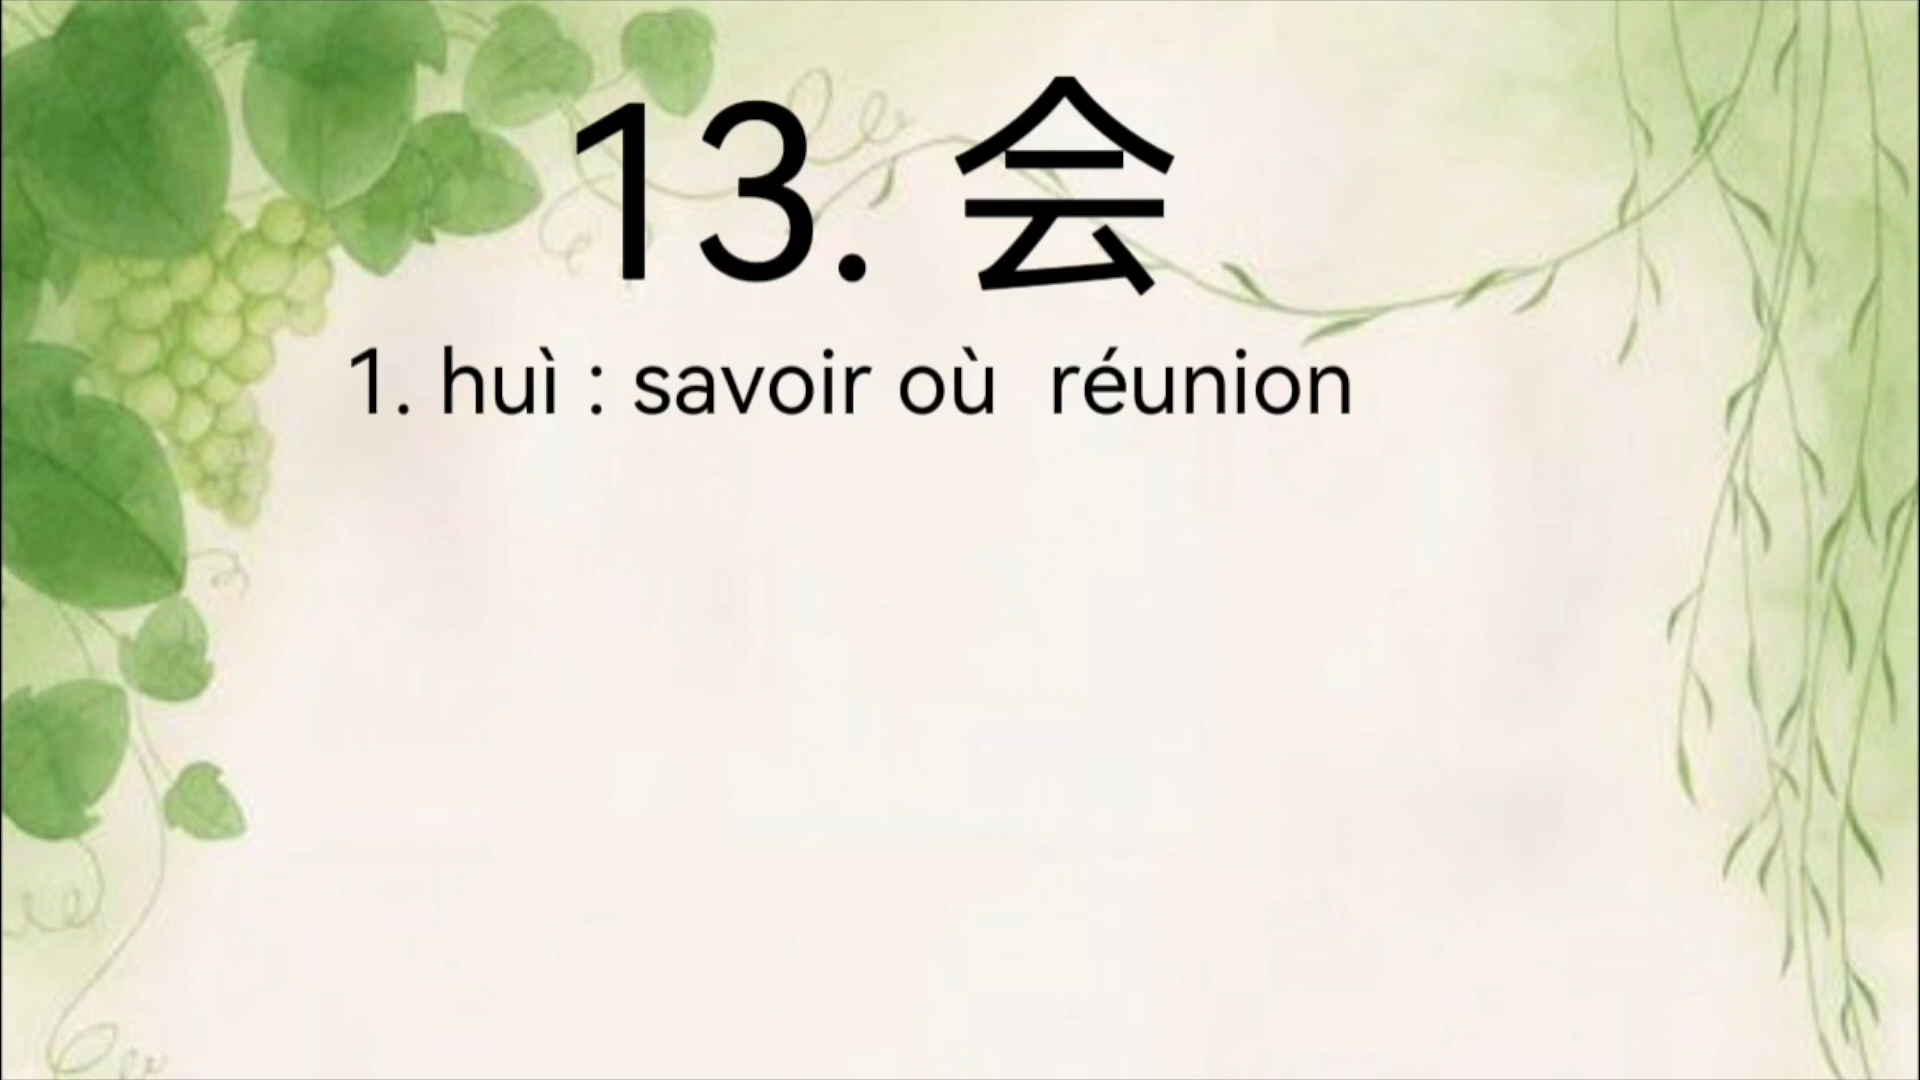 13. 会
1. huì : savoir où  réunion